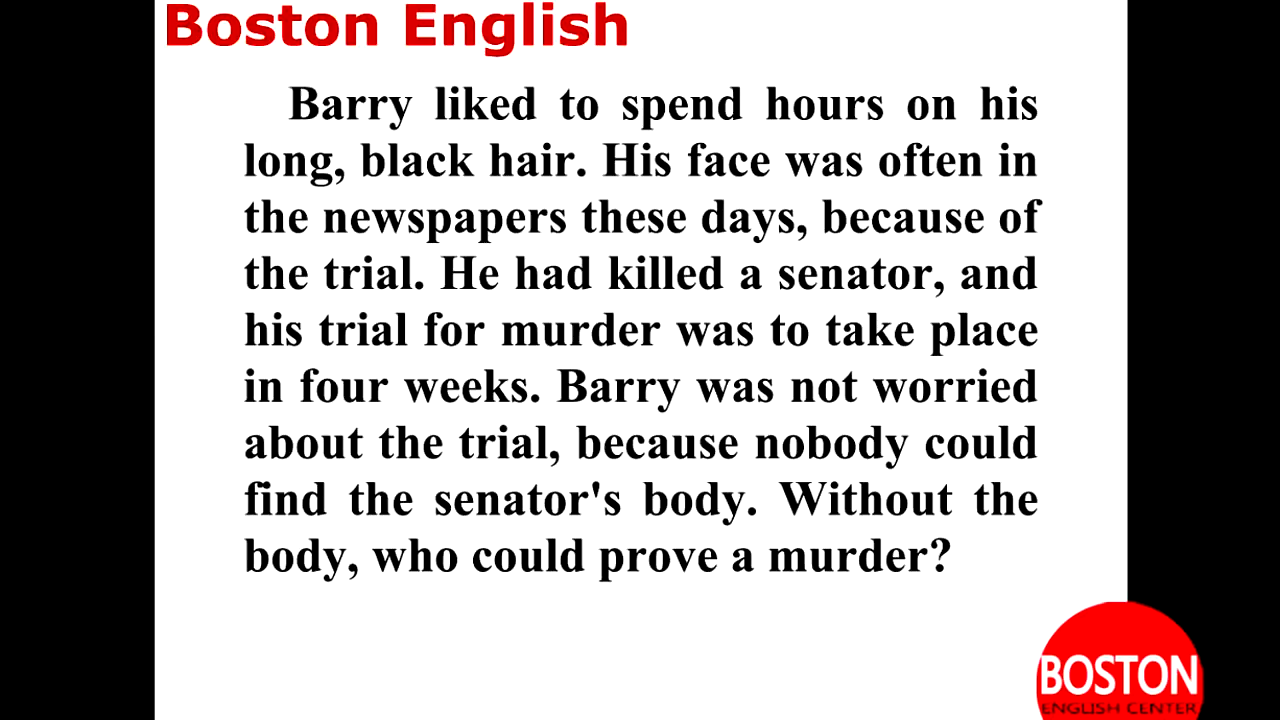 Boston English
Barry liked to spend hours on his
long, black hair. His face was often in
the newspapers these days, because of
the trial. He had killed a senator, and
his trial for murder was to take place
in four weeks. Barry was not worried
about the trial, because nobody could
find the senator's body. Without the
body, who could prove a murder?
BOSTON
ENGLISH CENTER